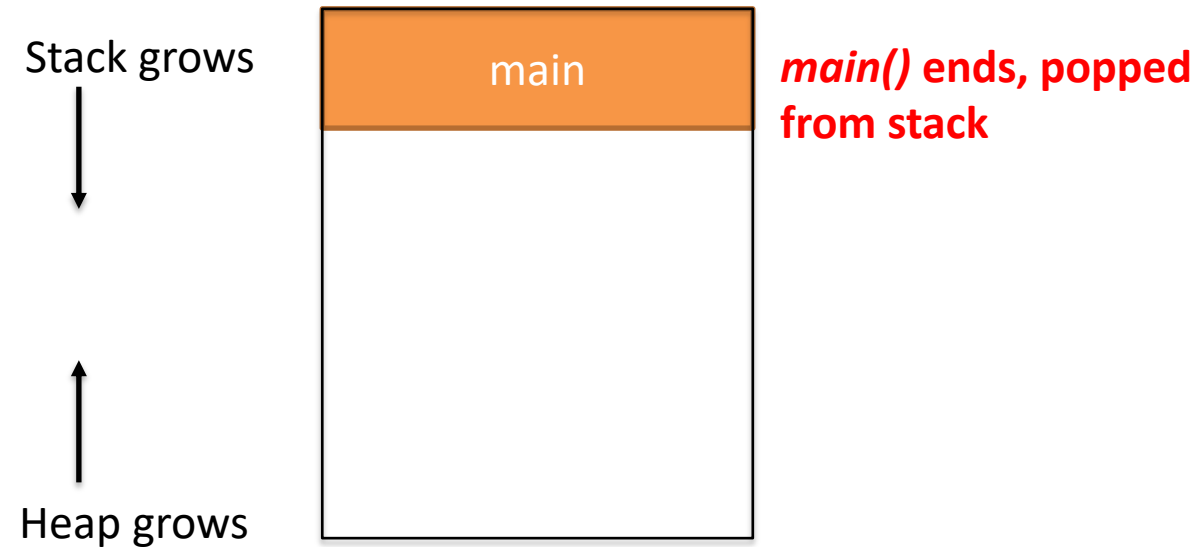 Stack grows
main
main() ends, popped
from stack
Heap grows